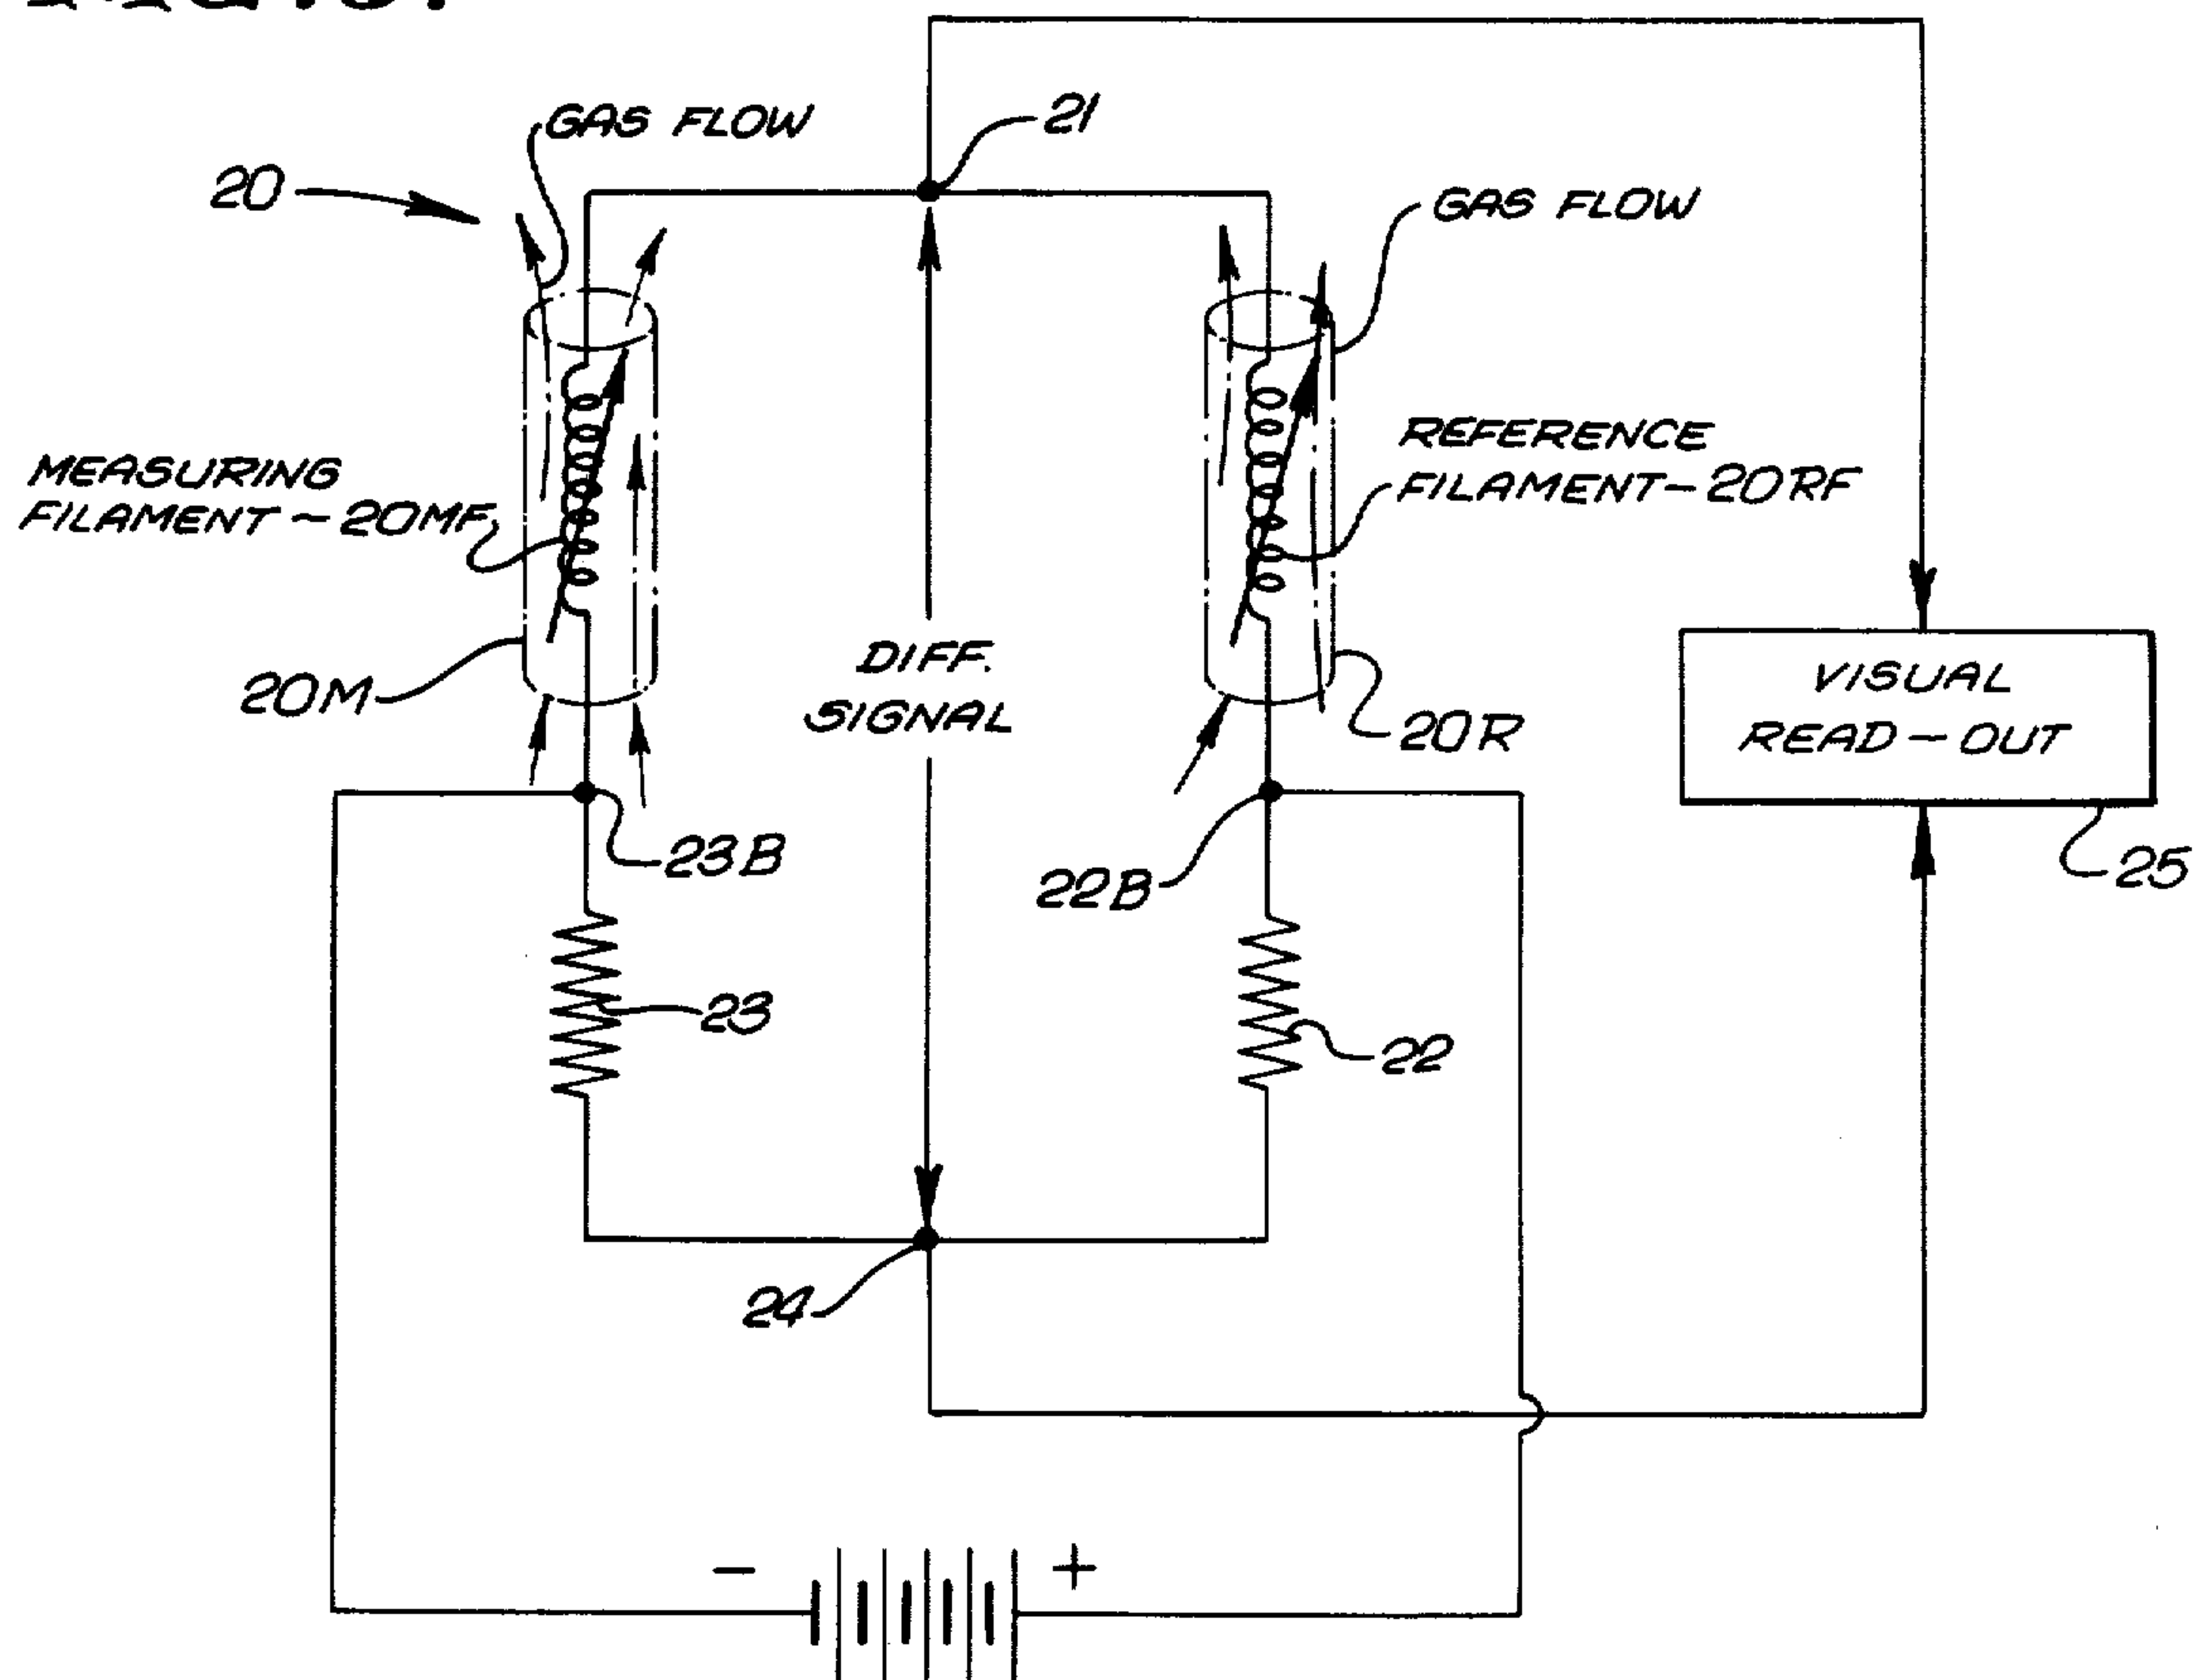 GAS FLOW
21
20
GAS FLOW
MEASURING
FILAMENT - 20MF
REFERENCE
FILAMENT - 20RF
DIFF.
SIGNAL
20M
20R
VISUAL
READ-OUT
23B
22B
25
23
22
24
-
+